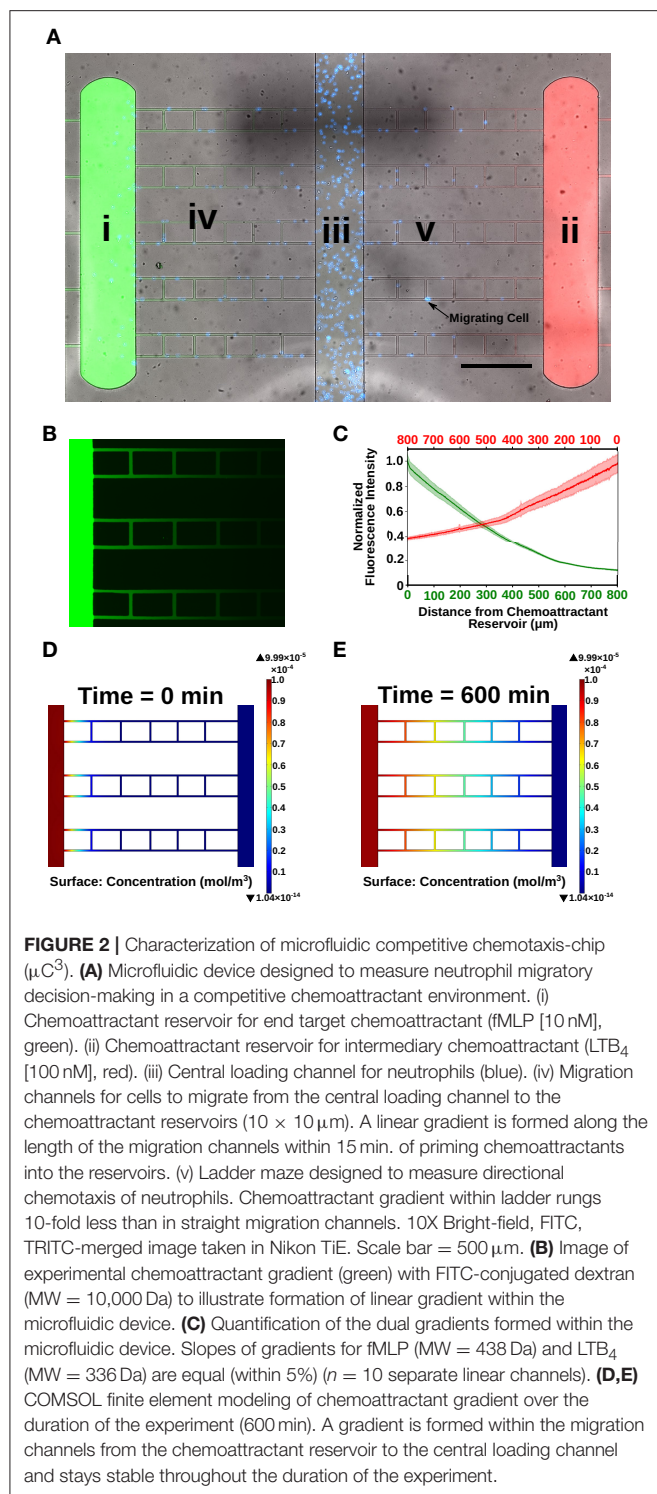 A
i
iv
iii
v
ii
Migrating Cell
B
C
800 700 600 500 400 300 200 100 0
Normalized
Fluorescence Intensity
1.0
0.8
0.6
0.4
0.2
0
0 100 200 300 400 500 600 700 800
Distance from Chemoattractant
Reservoir (µm)
D
Time = 0 min
▲9.99×10⁻⁵
×10⁻⁴
1.0
0.9
0.8
0.7
0.6
0.5
0.4
0.3
0.2
0.1
▼1.04×10⁻¹⁴
Surface: Concentration (mol/m³)
E
Time = 600 min
▲9.99×10⁻⁵
×10⁻⁴
1.0
0.9
0.8
0.7
0.6
0.5
0.4
0.3
0.2
0.1
▼1.04×10⁻¹⁴
Surface: Concentration (mol/m³)
FIGURE 2 | Characterization of microfluidic competitive chemotaxis-chip
(μC³). (A) Microfluidic device designed to measure neutrophil migratory
decision-making in a competitive chemoattractant environment. (i)
Chemoattractant reservoir for end target chemoattractant (fMLP [10 nM],
green). (ii) Chemoattractant reservoir for intermediary chemoattractant (LTB₄
[100 nM], red). (iii) Central loading channel for neutrophils (blue). (iv) Migration
channels for cells to migrate from the central loading channel to the
chemoattractant reservoirs (10 × 10 μm). A linear gradient is formed along the
length of the migration channels within 15 min. of priming chemoattractants
into the reservoirs. (v) Ladder maze designed to measure directional
chemotaxis of neutrophils. Chemoattractant gradient within ladder rungs
10-fold less than in straight migration channels. 10X Bright-field, FITC,
TRITC-merged image taken in Nikon TiE. Scale bar = 500 μm. (B) Image of
experimental chemoattractant gradient (green) with FITC-conjugated dextran
(MW = 10,000 Da) to illustrate formation of linear gradient within the
microfluidic device. (C) Quantification of the dual gradients formed within the
microfluidic device. Slopes of gradients for fMLP (MW = 438 Da) and LTB₄
(MW = 336 Da) are equal (within 5%) (n = 10 separate linear channels). (D,E)
COMSOL finite element modeling of chemoattractant gradient over the
duration of the experiment (600 min). A gradient is formed within the migration
channels from the chemoattractant reservoir to the central loading channel
and stays stable throughout the duration of the experiment.